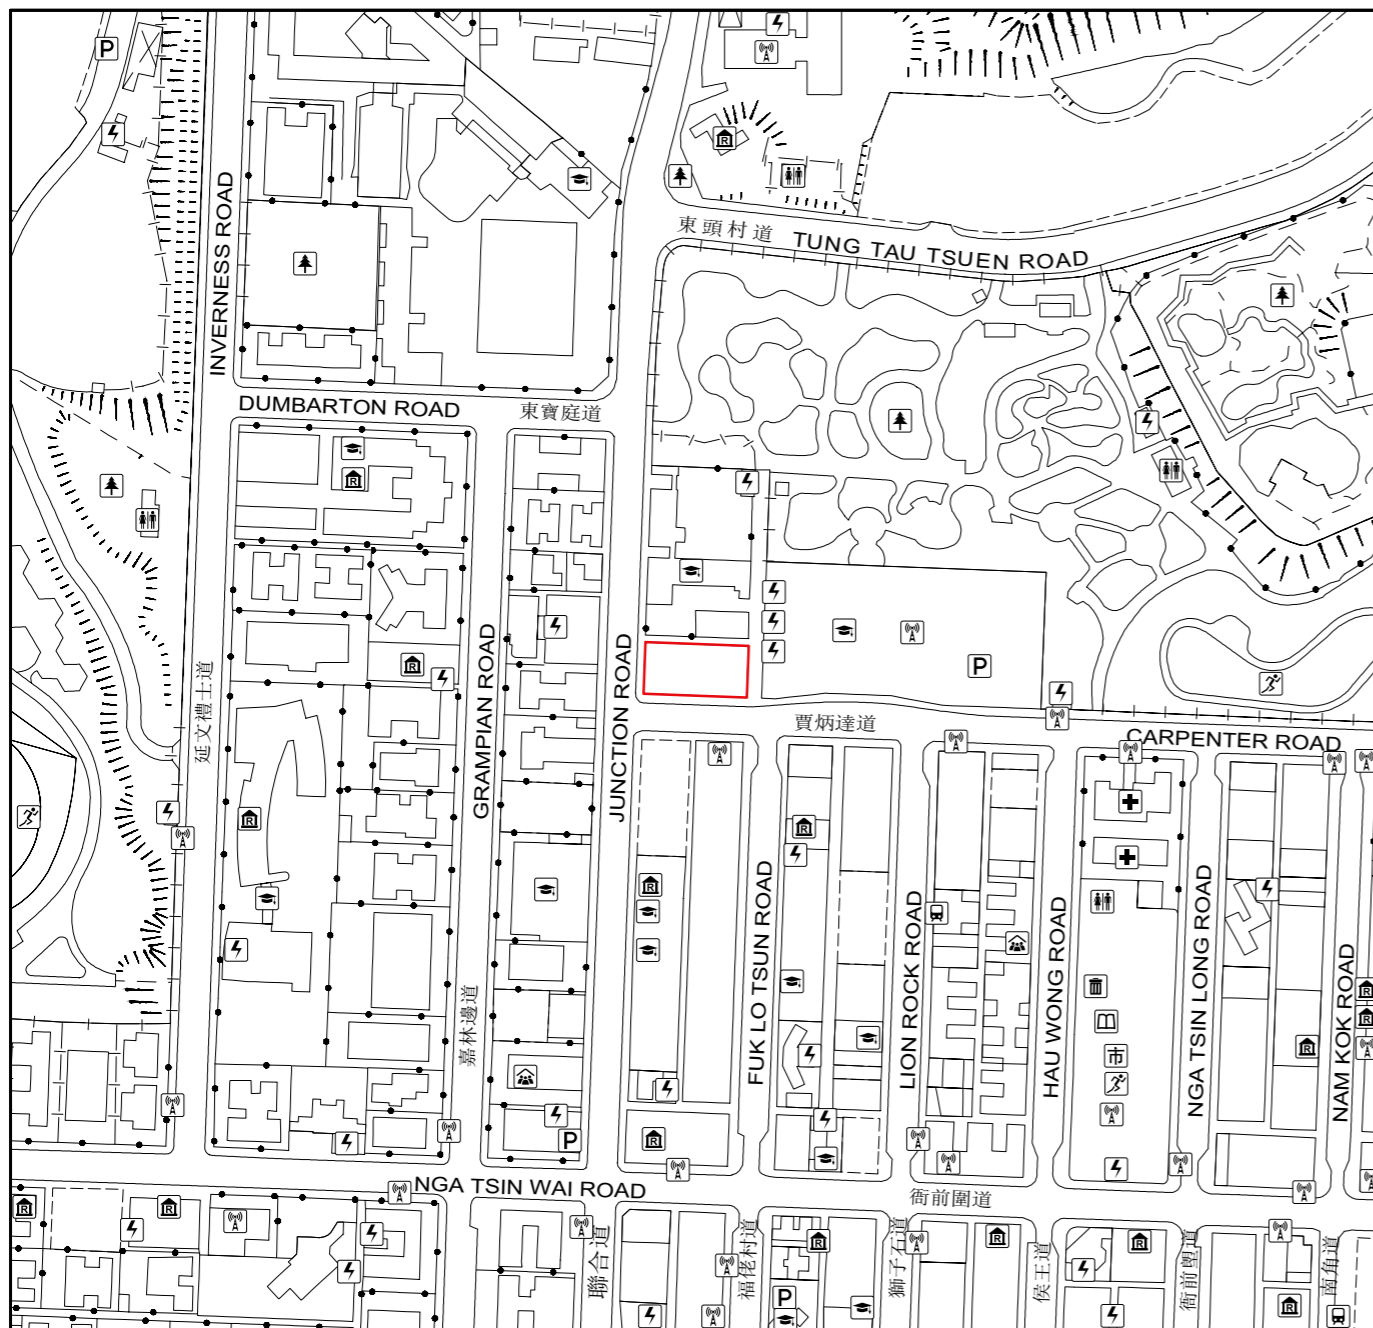 P
東頭村道
TUNG TAU TSUEN ROAD
INVERNESS ROAD
DUMBARTON ROAD
東寶庭道
GRAMPIAN ROAD
JUNCTION ROAD
P
延文禮士道
賈炳達道
CARPENTER ROAD
FUK LO TSUN ROAD
LION ROCK ROAD
HAU WONG ROAD
NGA TSIN LONG ROAD
NAM KOK ROAD
嘉林邊道
市
P
NGA TSIN WAI ROAD
衙前圍道
聯合道
福佬村道
獅子石道
侯王道
衙前塱道
南角道
P